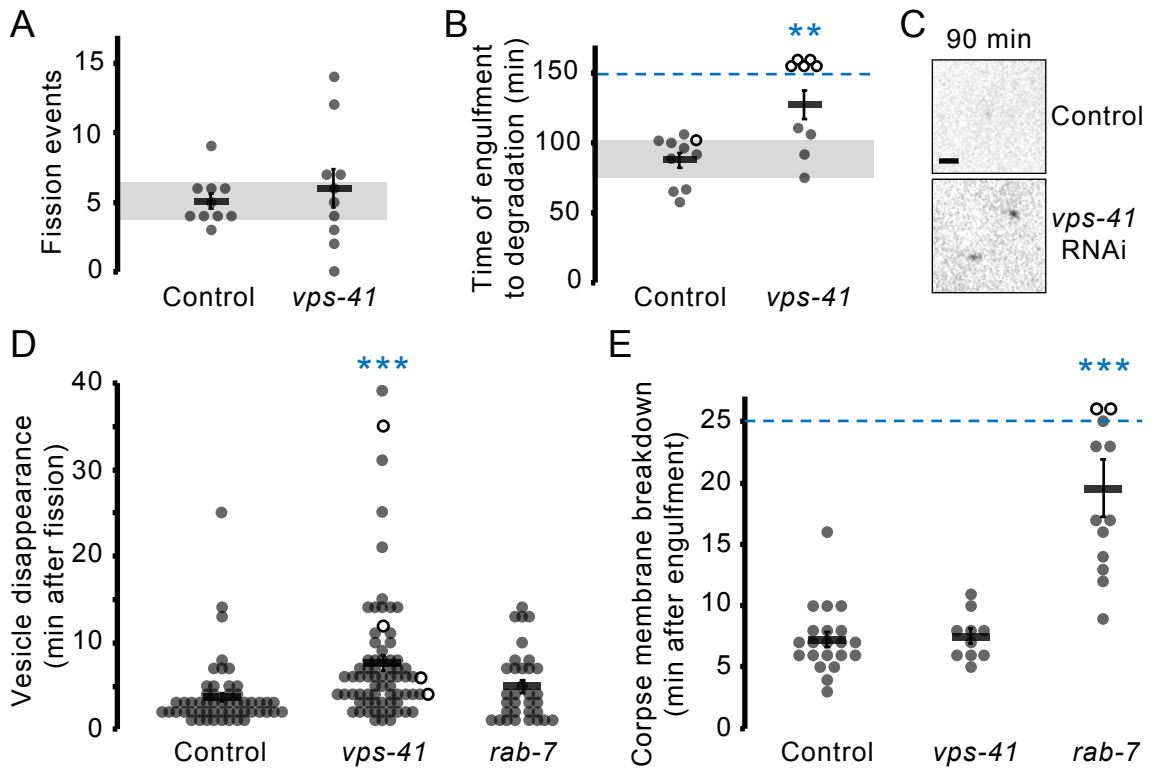 A
Fission events
15
10
5
0
Control
vps-41
B
Time of engulfment
to degradation (min)
150
100
50
0
**
Control
vps-41
C
90 min
Control
vps-41
RNAi
D
Vesicle disappearance
(min after fission)
40
30
20
10
0
***
Control
vps-41
rab-7
E
Corpse membrane breakdown
(min after engulfment)
25
20
15
10
5
0
***
Control
vps-41
rab-7